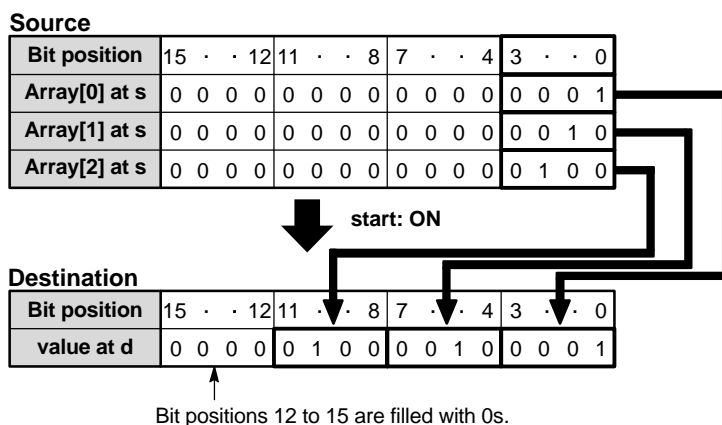 Source
Bit position 15 · · 12 11 · · 8 7 · · 4 3 · · 0
Array[0] at s 0 0 0 0 0 0 0 0 0 0 0 0 0 0 0 1
Array[1] at s 0 0 0 0 0 0 0 0 0 0 0 0 0 0 1 0
Array[2] at s 0 0 0 0 0 0 0 0 0 0 0 0 0 1 0 0
start: ON
Destination
Bit position 15 · · 12 11 · · 8 7 · · 4 3 · · 0
value at d 0 0 0 0 0 1 0 0 0 0 1 0 0 0 0 1
Bit positions 12 to 15 are filled with 0s.